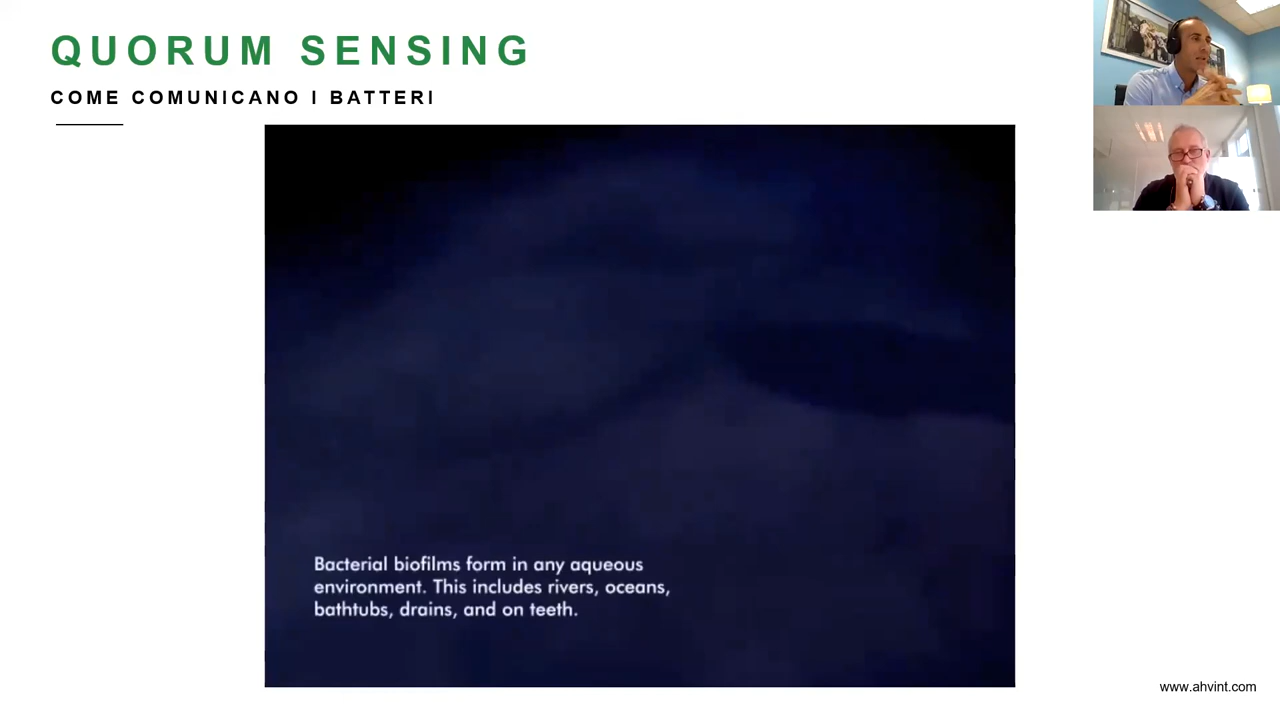 QUORUM SENSING
COME COMUNICANO I BATTERI
Bacterial biofilms form in any aqueous
environment. This includes rivers, oceans,
bathtubs, drains, and on teeth.
www.ahvint.com